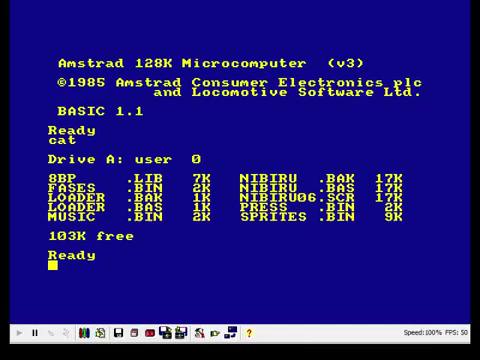 Amstrad 128K Microcomputer (v3)
©1985 Amstrad Consumer Electronics plc
and Locomotive Software Ltd.
BASIC 1.1
Ready
cat
Drive A: user 0
8BP .LIB 7K NIBIRU .BAK 17K
FASES .BIN 2K NIBIRU .BAS 17K
LOADER .BAK 1K NIBIRU06.SCR 17K
LOADER .BAS 1K PRESS .BIN 2K
MUSIC .BIN 2K SPRITES .BIN 9K
103K free
Ready
Speed:100% FPS: 50